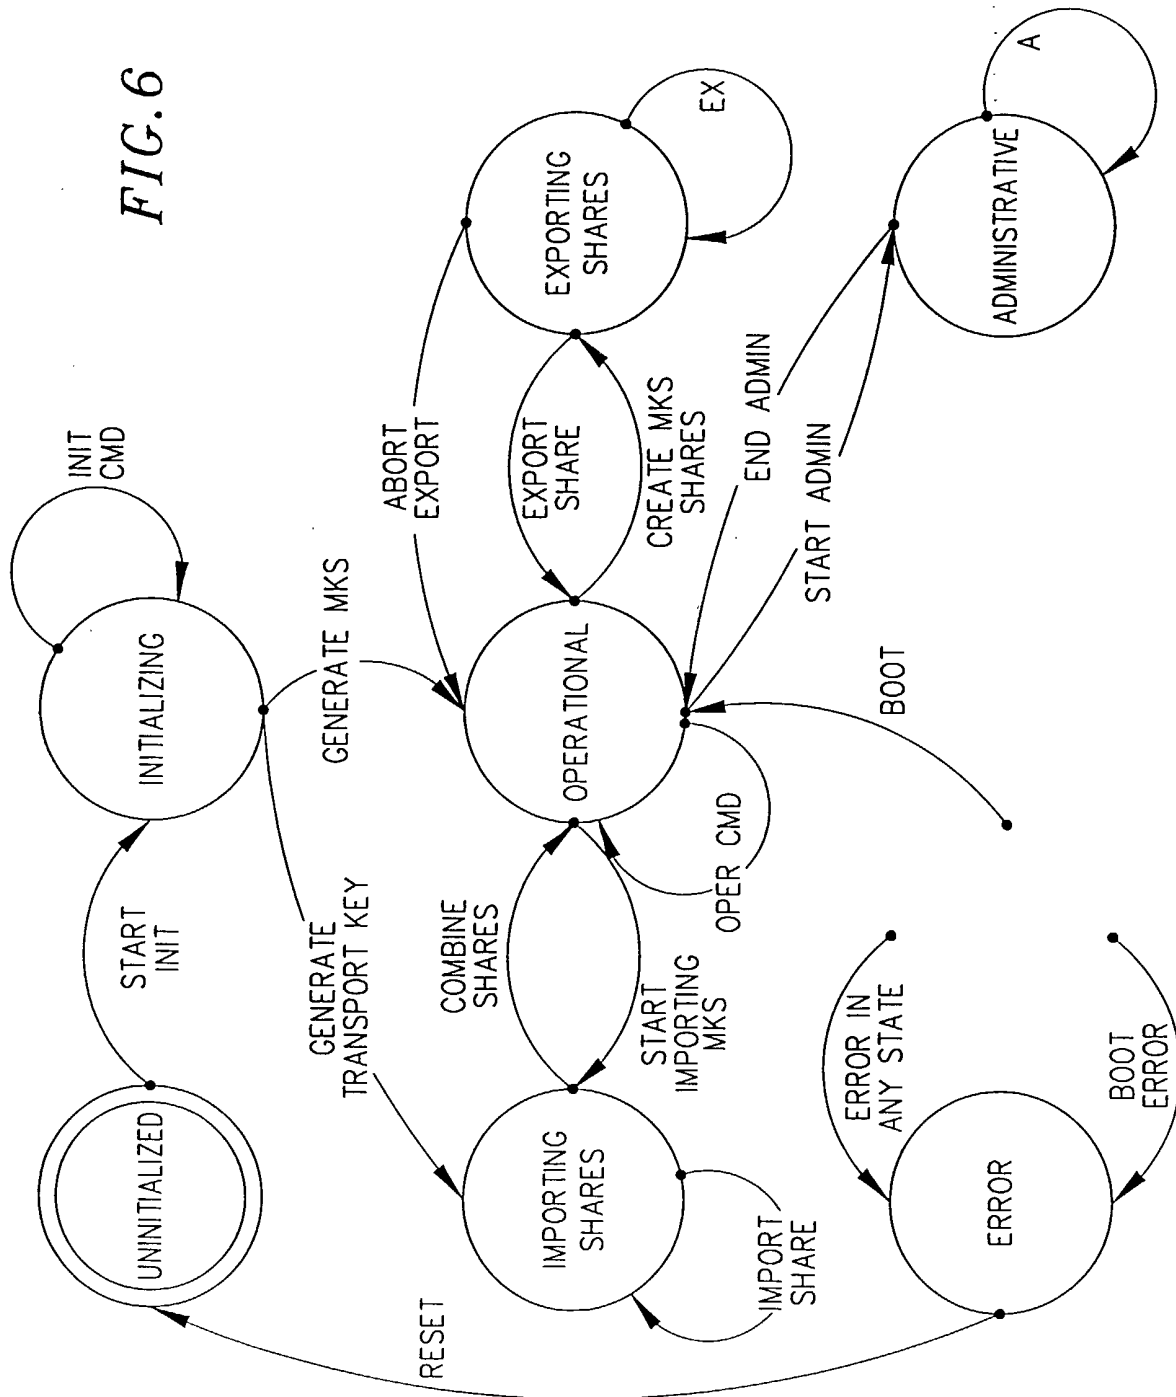 FIG.6
UNINITIALIZED
START
INIT
INITIALIZING
INIT
CMD
RESET
GENERATE
TRANSPORT KEY
GENERATE MKS
IMPORTING
SHARES
IMPORT
SHARE
COMBINE
SHARES
START
IMPORTING
MKS
OPERATIONAL
OPER CMD
ABORT
EXPORT
EXPORT
SHARE
CREATE MKS
SHARES
EXPORTING
SHARES
EX
END ADMIN
START ADMIN
ADMINISTRATIVE
A
BOOT
ERROR IN
ANY STATE
BOOT
ERROR
ERROR